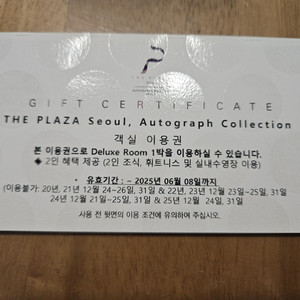 GIFT CERTIFICATE
THE PLAZA Seoul, Autograph Collection
객실 이용권
본 이용권으로 Deluxe Room 1박을 이용하실 수 있습니다.
◈ 2인 혜택 제공 (2인 조식, 휘트니스 및 실내수영장 이용)
• 유효기간 : ~ 2025년 06월 08일까지
(이용불가: 20년, 21년 12월 24~26일, 31일 & 22년, 23년 12월 23일~25일, 31일
24년 12월 21일~25일, 31일 & 25년 12월 24일, 31일
사용 전 뒷면의 이용 조건에 유의하여 주십시오.